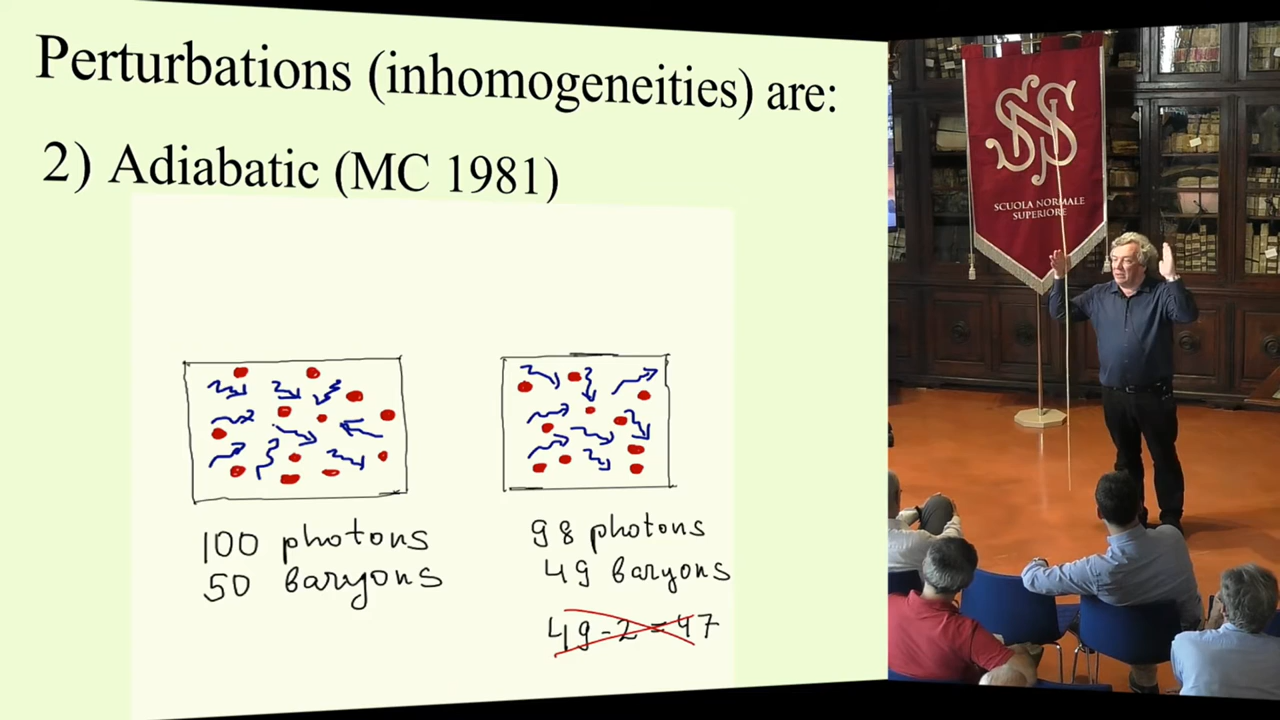 Perturbations (inhomogeneities) are:
2) Adiabatic (MC 1981)
100 photons
50 baryons
98 photons
49 baryons
49-2=47
SNS
SCUOLA NORMALE
SUPERIORE